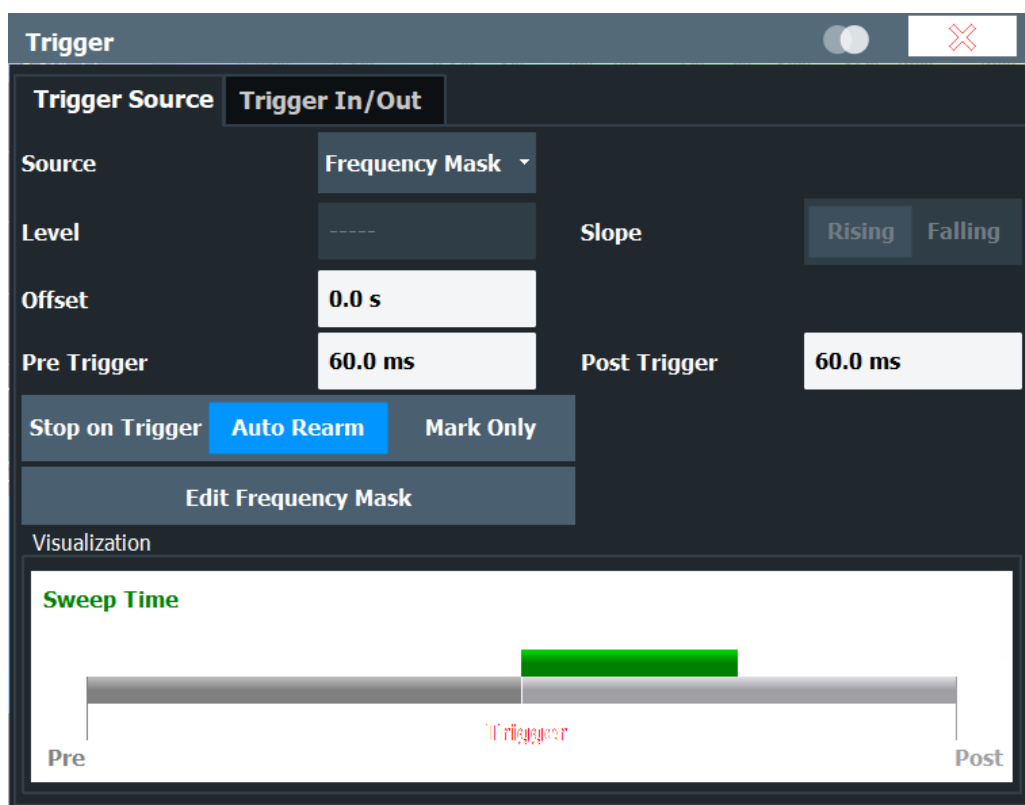 Trigger
Trigger Source Trigger In/Out
Source Frequency Mask
Level ----- Slope Rising Falling
Offset 0.0 s
Pre Trigger 60.0 ms Post Trigger 60.0 ms
Stop on Trigger Auto Rearm Mark Only
Edit Frequency Mask
Visualization
Sweep Time
Trigger
Pre Post